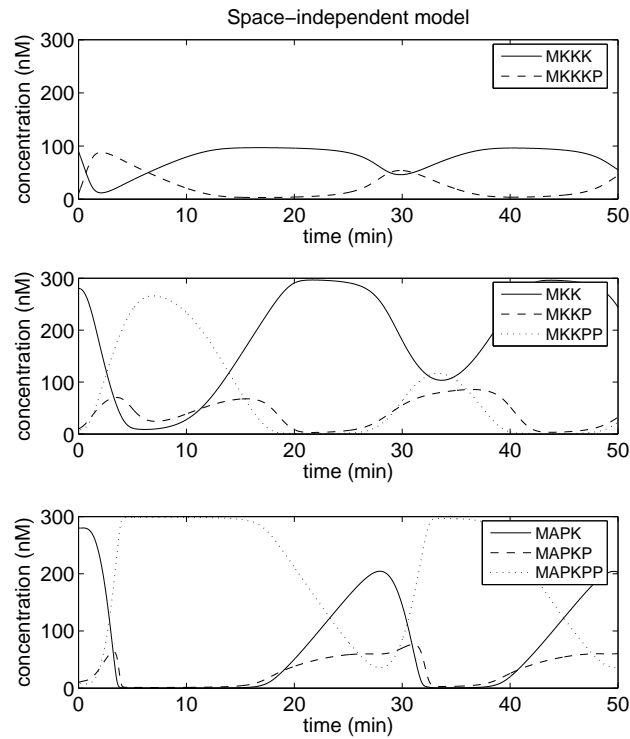 Space−independent model
300
200
100
0
0 10 20 30 40 50
concentration (nM)
time (min)
MKKK
MKKKP
300
200
100
0
0 10 20 30 40 50
concentration (nM)
time (min)
MKK
MKKP
MKKPP
300
200
100
0
0 10 20 30 40 50
concentration (nM)
time (min)
MAPK
MAPKP
MAPKPP